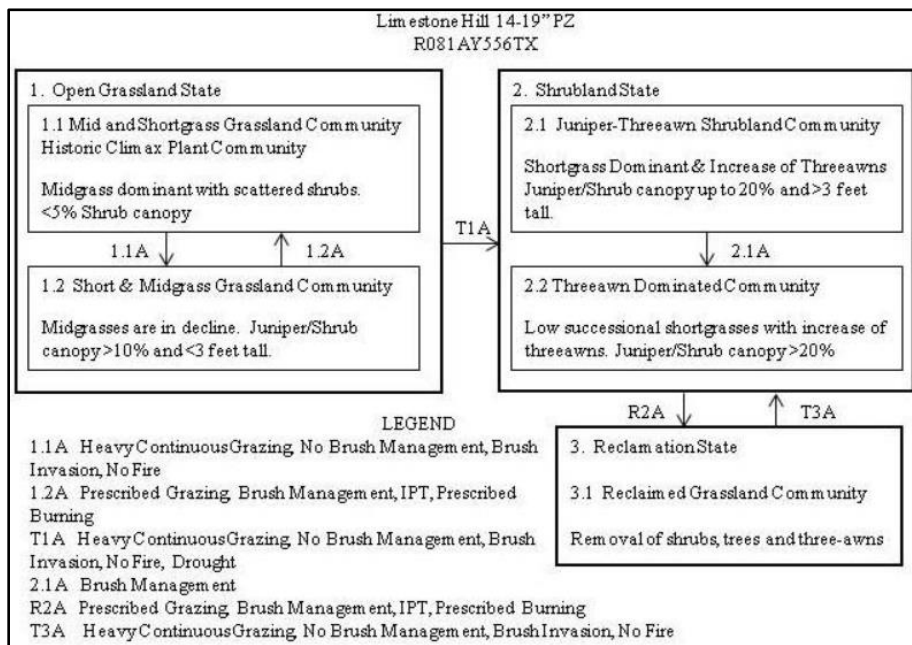 Limestone Hill 14-19" PZ
R081AY556TX
1. Open Grassland State
1.1 Mid and Shortgrass Grassland Community
Historic Climax Plant Community
Midgrass dominant with scattered shrubs.
<5% Shrub canopy
1.1A
1.2A
1.2 Short & Midgrass Grassland Community
Midgrasses are in decline. Juniper/Shrub
canopy >10% and <3 feet tall.
T1A
2. Shrubland State
2.1 Juniper-Threeawn Shrubland Community
Shortgrass Dominant & Increase of Threeawns
Juniper/Shrub canopy up to 20% and >3 feet
tall.
2.1A
2.2 Threeawn Dominated Community
Low successional shortgrasses with increase of
threeawns. Juniper/Shrub canopy >20%
R2A
T3A
3. Reclamation State
3.1 Reclaimed Grassland Community
Removal of shrubs, trees and three-awns
LEGEND
1.1A Heavy Continuous Grazing, No Brush Management, Brush
Invasion, No Fire
1.2A Prescribed Grazing, Brush Management, IPT, Prescribed
Burning
T1A Heavy Continuous Grazing, No Brush Management, Brush
Invasion, No Fire, Drought
2.1A Brush Management
R2A Prescribed Grazing, Brush Management, IPT, Prescribed Burning
T3A Heavy Continuous Grazing, No Brush Management, Brush Invasion, No Fire